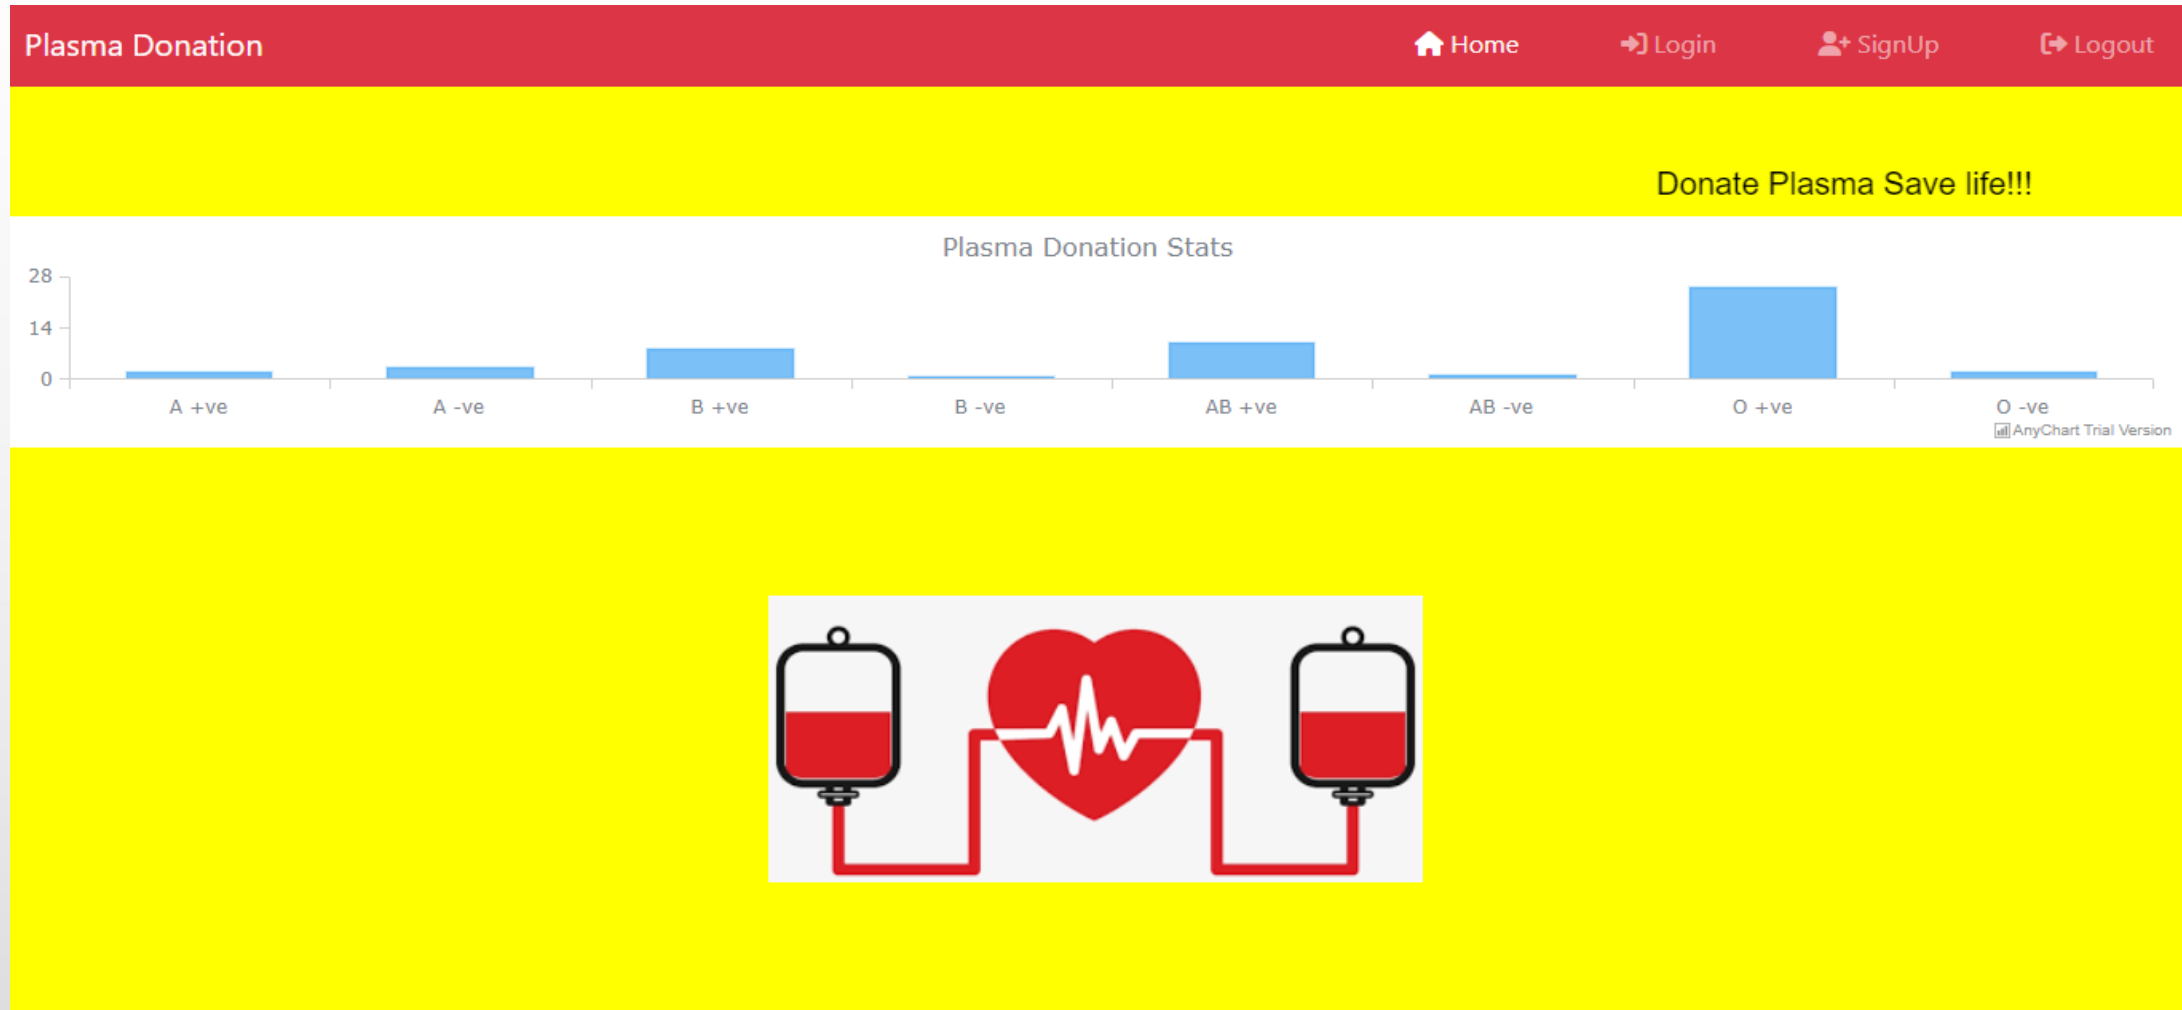 Plasma Donation
Home
Login
SignUp
Logout
Donate Plasma Save life!!!
Plasma Donation Stats
28
14
0
A +ve
A -ve
B +ve
B -ve
AB +ve
AB -ve
O +ve
O -ve
AnyChart Trial Version